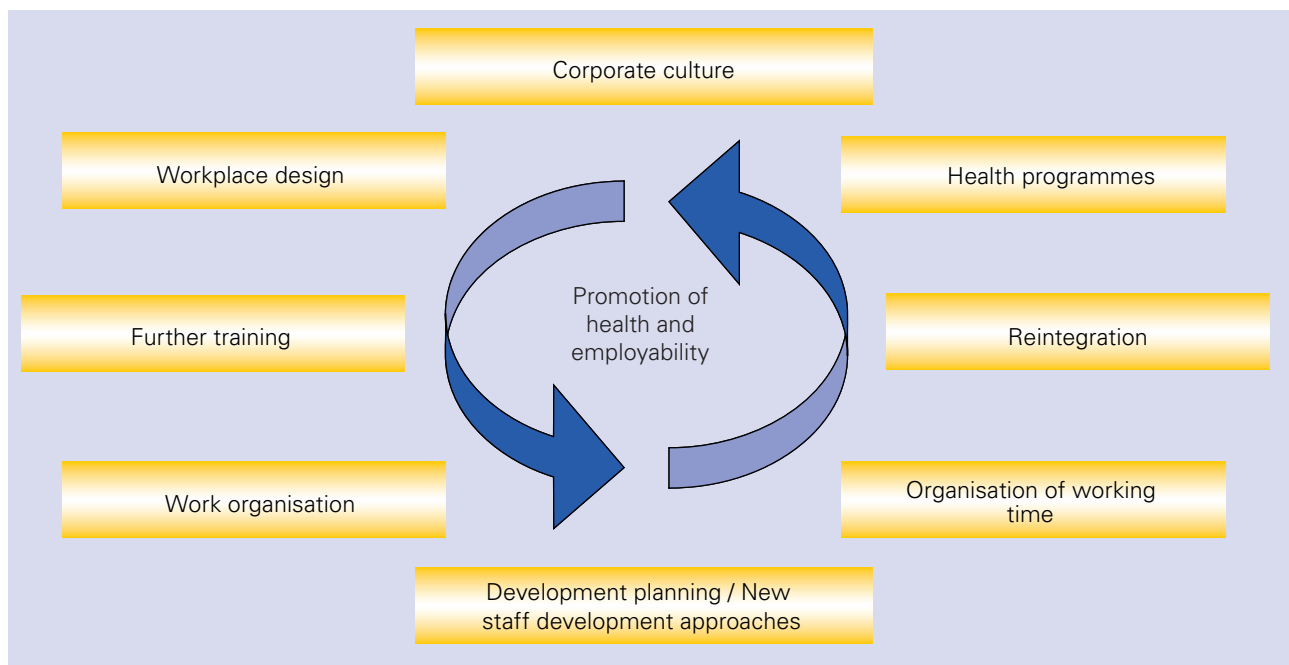 Corporate culture
Workplace design
Health programmes
Promotion of
health and
employability
Further training
Reintegration
Work organisation
Organisation of working
time
Development planning / New
staff development approaches